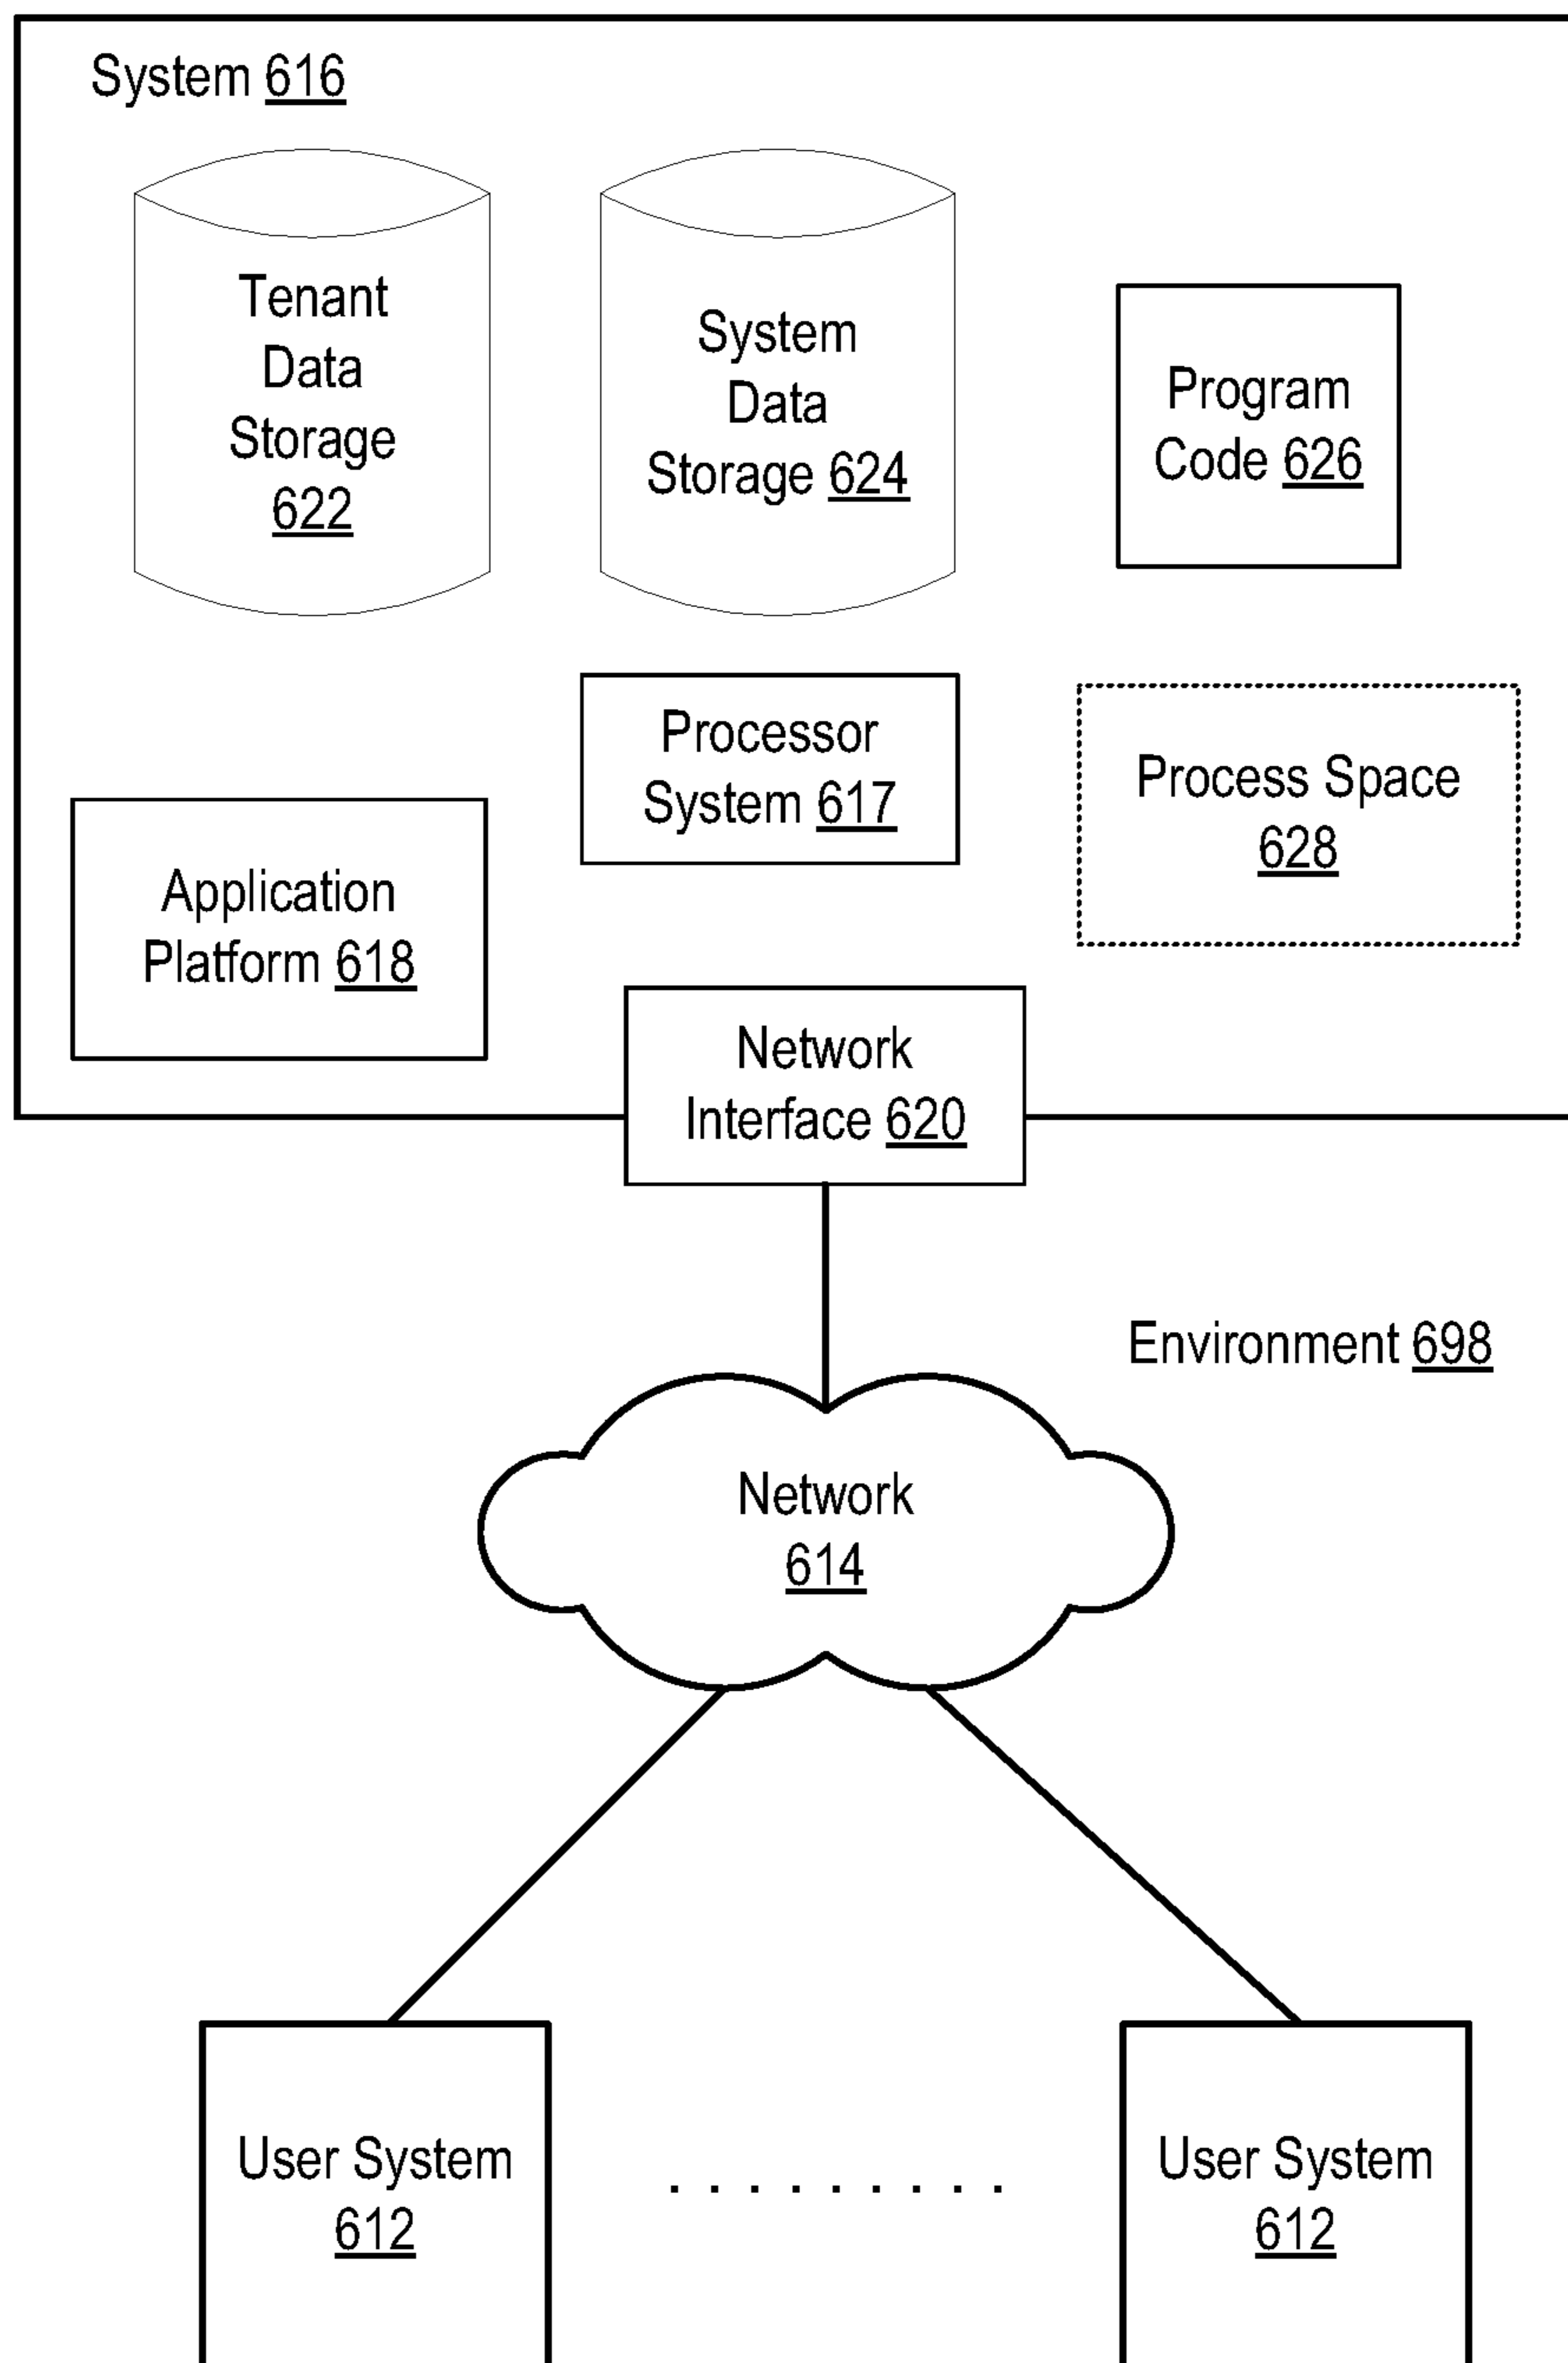 System 616
Tenant
Data
Storage
622
System
Data
Storage 624
Program
Code 626
Processor
System 617
Process Space
628
Application
Platform 618
Network
Interface 620
Environment 698
Network
614
User System
612
. . . . . . . . .
User System
612